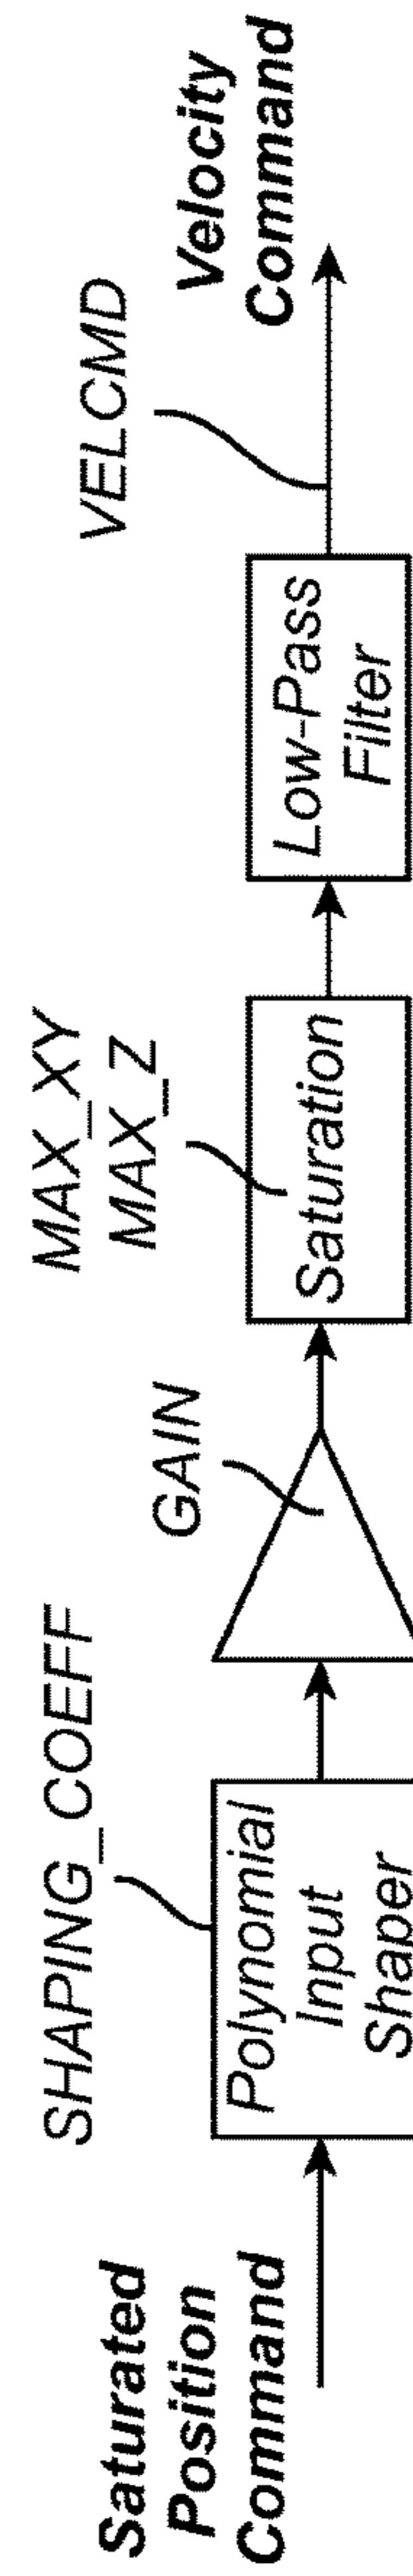 Saturated
Position
Command
SHAPING_COEFF
Polynomial
Input
Shaper
GAIN
MAX_XY
MAX_Z
Saturation
Low-Pass
Filter
VELCMD
Velocity
Command